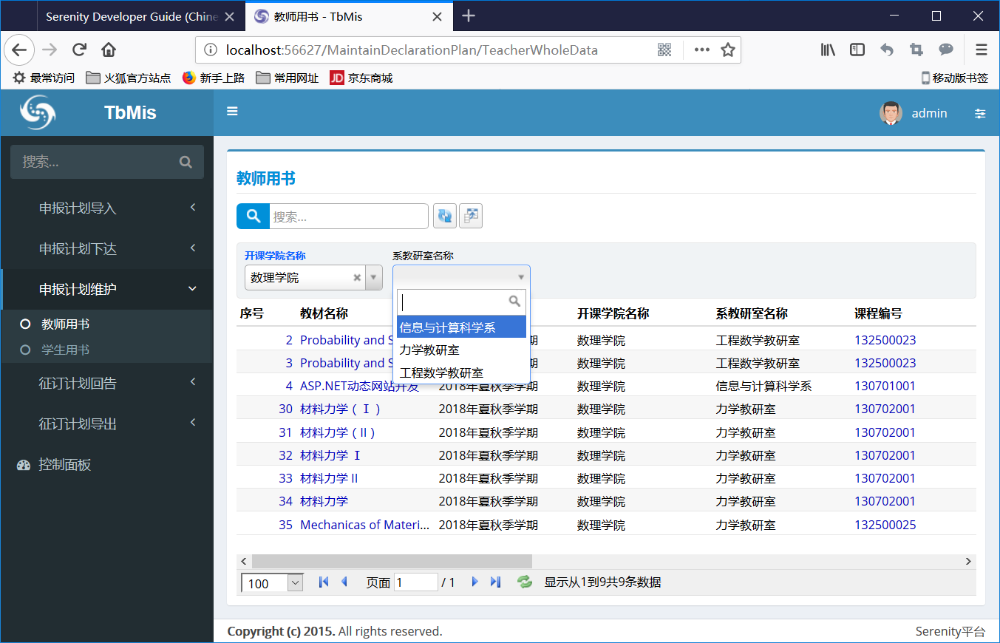 Serenity Developer Guide (Chine
教师用书 - TbMis
localhost:56627/MaintainDeclarationPlan/TeacherWholeData
最常访问 火狐官方站点 新手上路 常用网址 JD 京东商城 移动版书签
TbMis
admin
搜索...
申报计划导入
申报计划下达
申报计划维护
教师用书
学生用书
征订计划回告
征订计划导出
控制面板
教师用书
搜索...
开课学院名称 系教研室名称
数理学院
信息与计算科学系
力学教研室
工程数学教研室
序号 教材名称 开课学院名称 系教研室名称 课程编号
2 Probability and S 期 数理学院 工程数学教研室 132500023
3 Probability and S 期 数理学院 工程数学教研室 132500023
4 ASP.NET动态网站开发 2018年夏秋季学期 数理学院 信息与计算科学系 130701001
30 材料力学 ( Ⅰ ) 2018年夏秋季学期 数理学院 力学教研室 130702001
31 材料力学 ( II ) 2018年夏秋季学期 数理学院 力学教研室 130702001
32 材料力学 Ⅰ 2018年夏秋季学期 数理学院 力学教研室 130702001
33 材料力学 II 2018年夏秋季学期 数理学院 力学教研室 130702001
34 材料力学 2018年夏秋季学期 数理学院 力学教研室 130702001
35 Mechanicas of Materi... 2018年夏秋季学期 数理学院 力学教研室 132500025
100 页面 1 / 1 显示从1到9共9条数据
Copyright (c) 2015. All rights reserved. Serenity平台